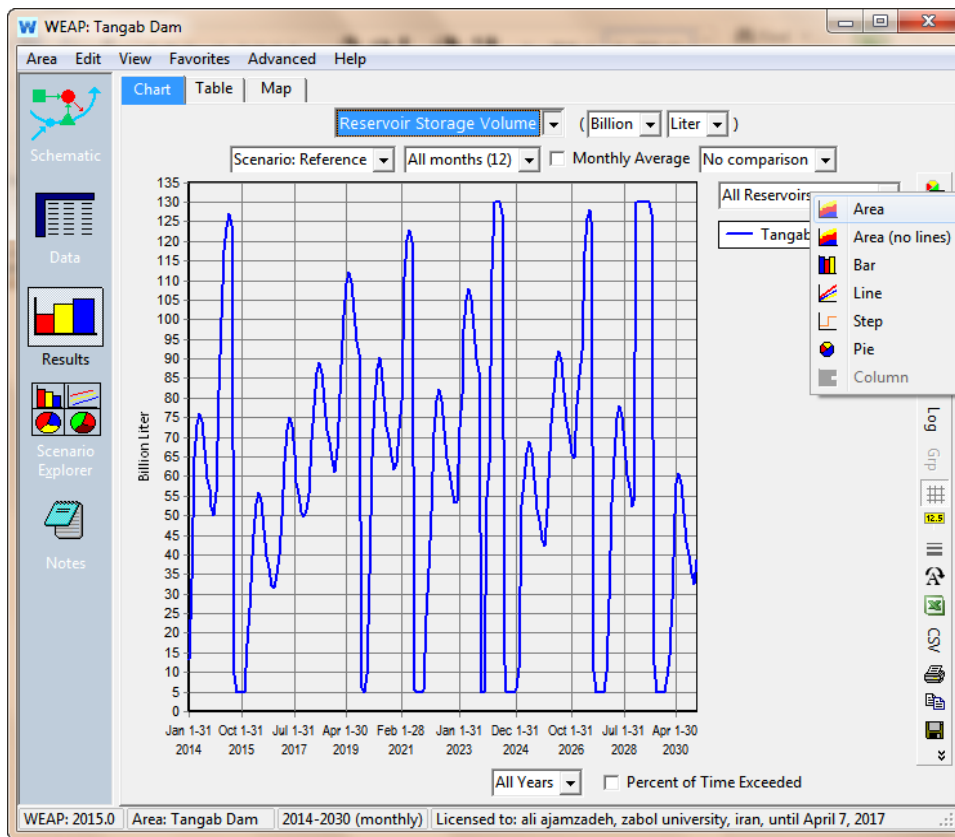 WEAP: Tangab Dam
Area Edit View Favorites Advanced Help
Chart Table Map
Reservoir Storage Volume ( Billion Liter )
Scenario: Reference All months (12) Monthly Average No comparison
All Reservoirs
Tangab
Area
Area (no lines)
Bar
Line
Step
Pie
Column
Schematic
Data
Results
Scenario
Explorer
Notes
Billion Liter
135
130
125
120
115
110
105
100
95
90
85
80
75
70
65
60
55
50
45
40
35
30
25
20
15
10
5
0
Jan 1-31 Oct 1-31 Jul 1-31 Apr 1-30 Feb 1-28 Jan 1-31 Dec 1-31 Oct 1-31 Jul 1-31 Apr 1-30
2014 2015 2017 2019 2021 2023 2024 2026 2028 2030
Log
Grp
12.5
CSV
All Years Percent of Time Exceeded
WEAP: 2015.0 Area: Tangab Dam 2014-2030 (monthly) Licensed to: ali ajamzadeh, zabol university, iran, until April 7, 2017